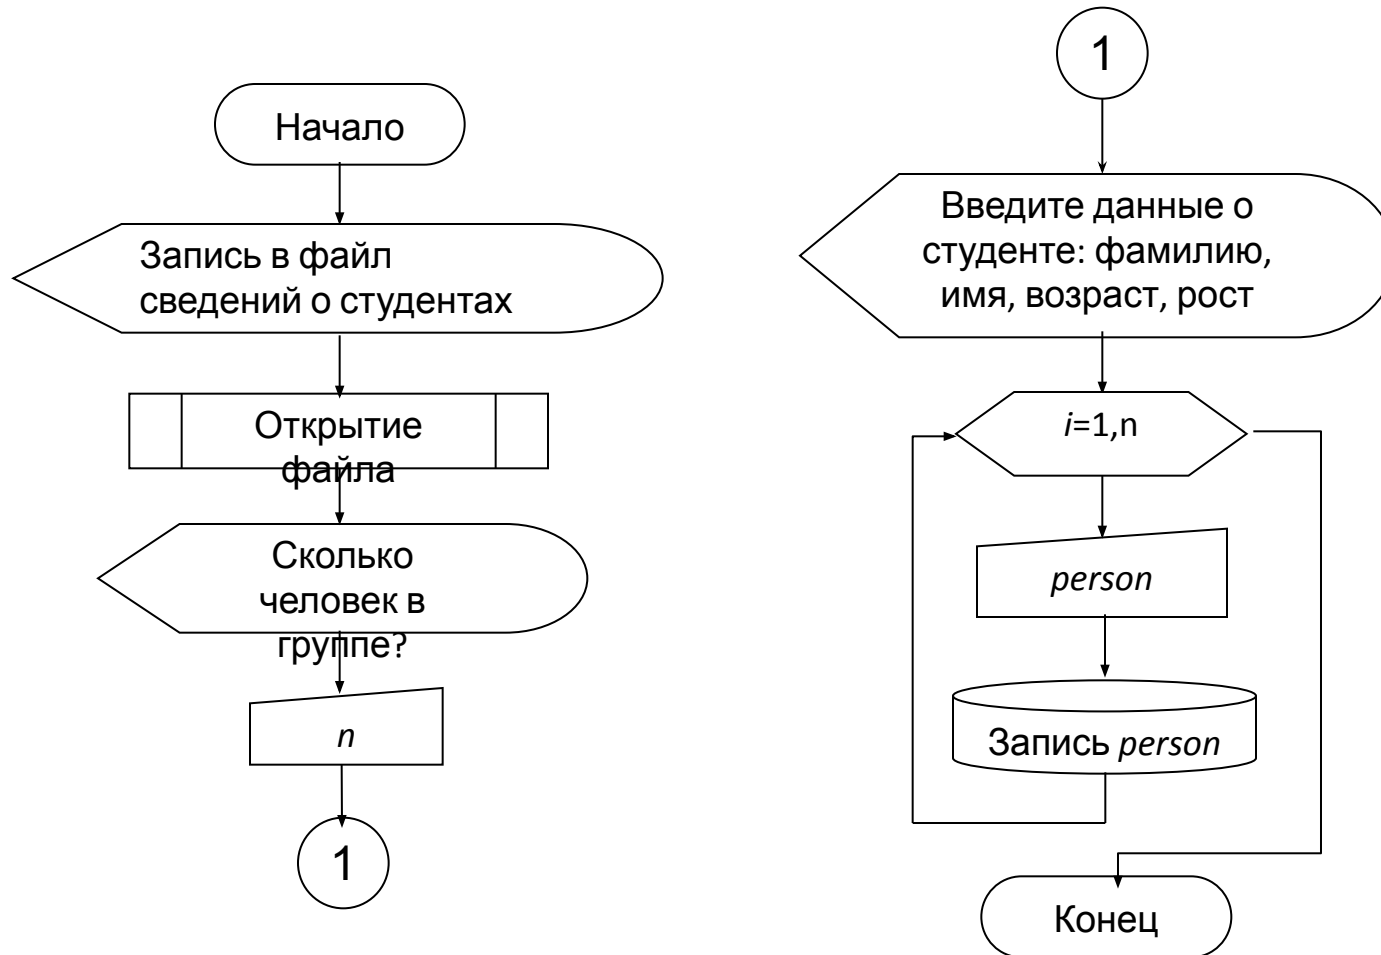 Начало
Запись в файл
сведений о студентах
Открытие
файла
Сколько
человек в
группе?
n
1
1
Введите данные о
студенте: фамилию,
имя, возраст, рост
i=1,n
person
Запись person
Конец